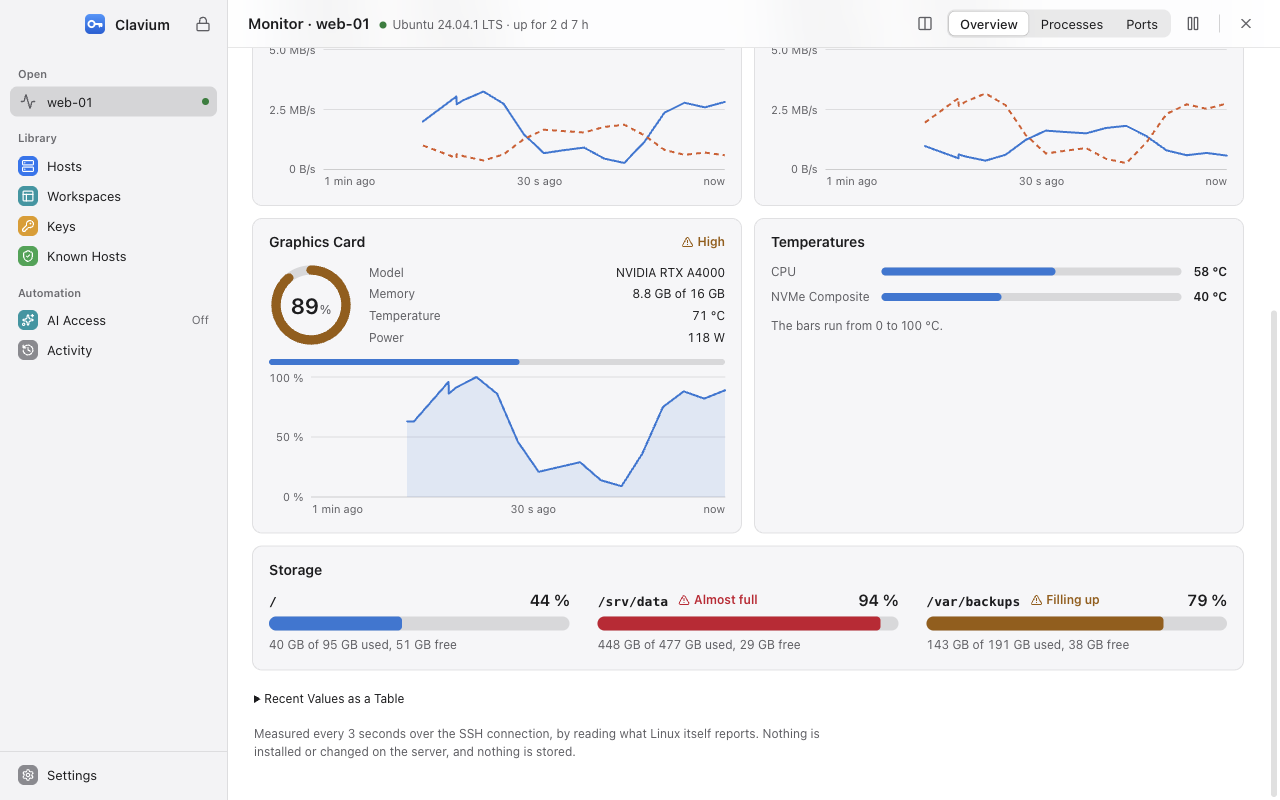 Clavium
Open
web-01
Library
Hosts
Workspaces
Keys
Known Hosts
Automation
AI Access Off
Activity
Settings
Monitor · web-01 Ubuntu 24.04.1 LTS · up for 2 d 7 h
Overview Processes Ports
5.0 MB/s
2.5 MB/s
0 B/s
1 min ago 30 s ago now
5.0 MB/s
2.5 MB/s
0 B/s
1 min ago 30 s ago now
Graphics Card High
89%
Model NVIDIA RTX A4000
Memory 8.8 GB of 16 GB
Temperature 71 °C
Power 118 W
100 %
50 %
0 %
1 min ago 30 s ago now
Temperatures
CPU 58 °C
NVMe Composite 40 °C
The bars run from 0 to 100 °C.
Storage
/ 44 %
40 GB of 95 GB used, 51 GB free
/srv/data Almost full 94 %
448 GB of 477 GB used, 29 GB free
/var/backups Filling up 79 %
143 GB of 191 GB used, 38 GB free
Recent Values as a Table
Measured every 3 seconds over the SSH connection, by reading what Linux itself reports. Nothing is
installed or changed on the server, and nothing is stored.